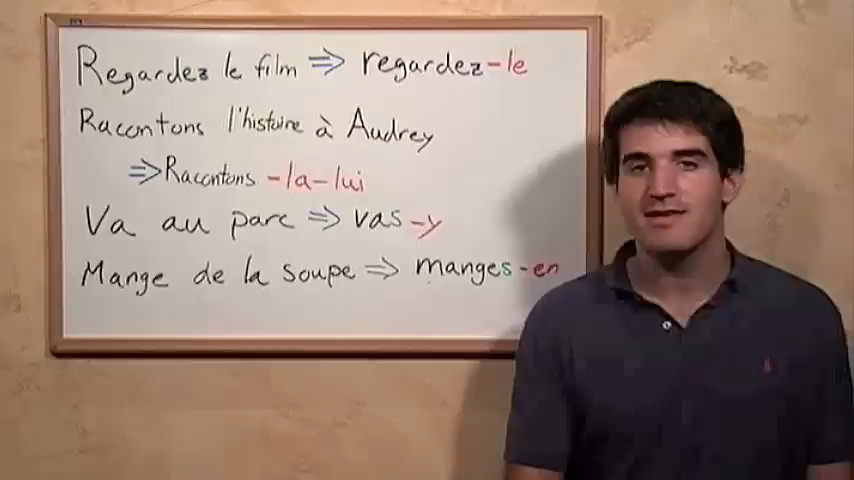 Regardez le film ⇒ regardez-le
Racontons l'histoire à Audrey
⇒ Racontons -la-lui
Va au parc ⇒ vas-y
Mange de la soupe ⇒ manges-en